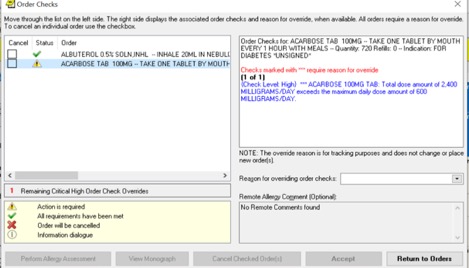 Order Checks
Move through the list on the left side. The right side displays the associated order checks and reason for override, when available. All orders require a reason for override.
To cancel an individual order use the checkbox.
Cancel Status Order
ALBUTEROL 0.5% SOLN,INHL -- INHALE 20ML IN NEBULI
ACARBOSE TAB 100MG -- TAKE ONE TABLET BY MOUTH
1 Remaining Critical High Order Check Overrides
Action is required
All requirements have been met
Order will be cancelled
Information dialogue
Order Checks for: ACARBOSE TAB 100MG -- TAKE ONE TABLET BY MOUTH
EVERY 1 HOUR WITH MEALS -- Quantity: 720 Refills: 0 -- Indication: FOR
DIABETES *UNSIGNED*
Checks marked with *** require reason for override.
(1 of 1)
(Check Level: High) *** ACARBOSE 100MG TAB: Total dose amount of 2,400
MILLIGRAMS/DAY exceeds the maximum daily dose amount of 600
MILLIGRAMS/DAY.
NOTE: The override reason is for tracking purposes and does not change or place
new order(s).
Reason for overriding order checks:
Remote Allergy Comment (Optional):
No Remote Comments found
Perform Allergy Assessment View Monograph Cancel Checked Order(s) Accept Return to Orders